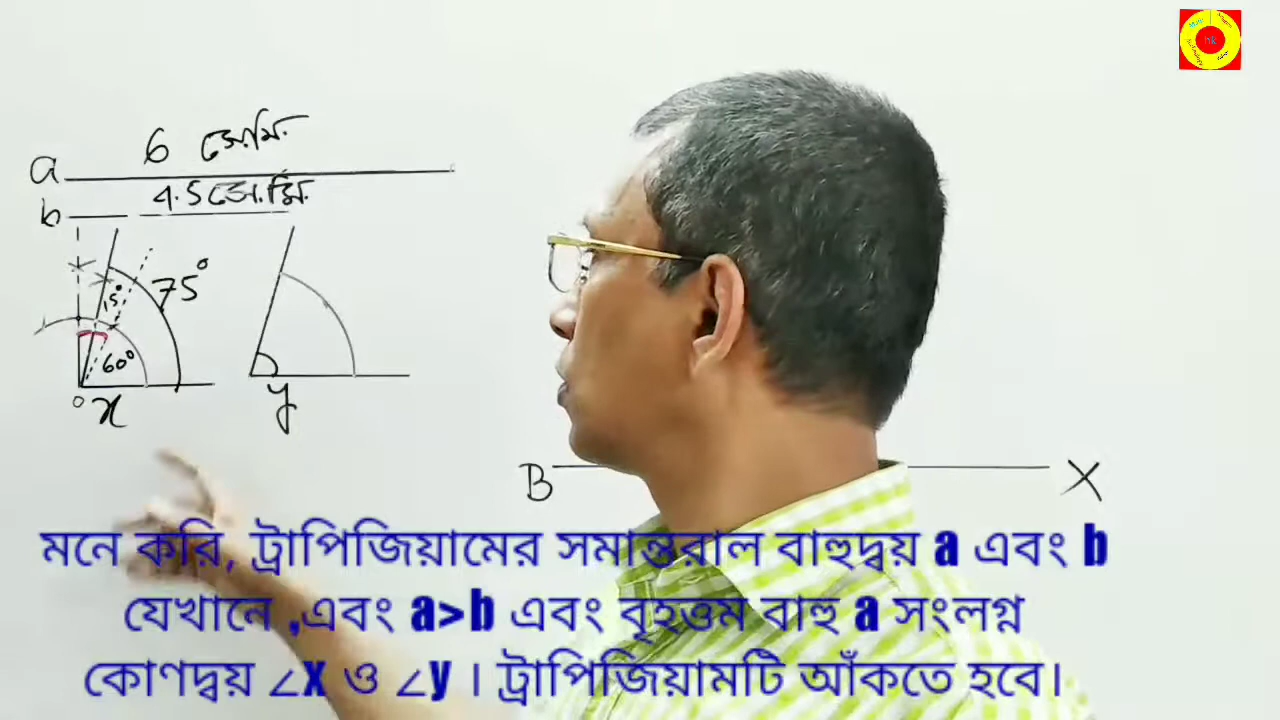 a 6 সে.মি.
b 4.5 সে.মি.
75°
15°
60°
x
y
B X
মনে করি, ট্রাপিজিয়ামের সমান্তরাল বাহুদ্বয় a এবং b
যেখানে ,এবং a>b এবং বৃহত্তম বাহু a সংলগ্ন
কোণদ্বয় ∠x ও ∠y । ট্রাপিজিয়ামটি আঁকতে হবে।